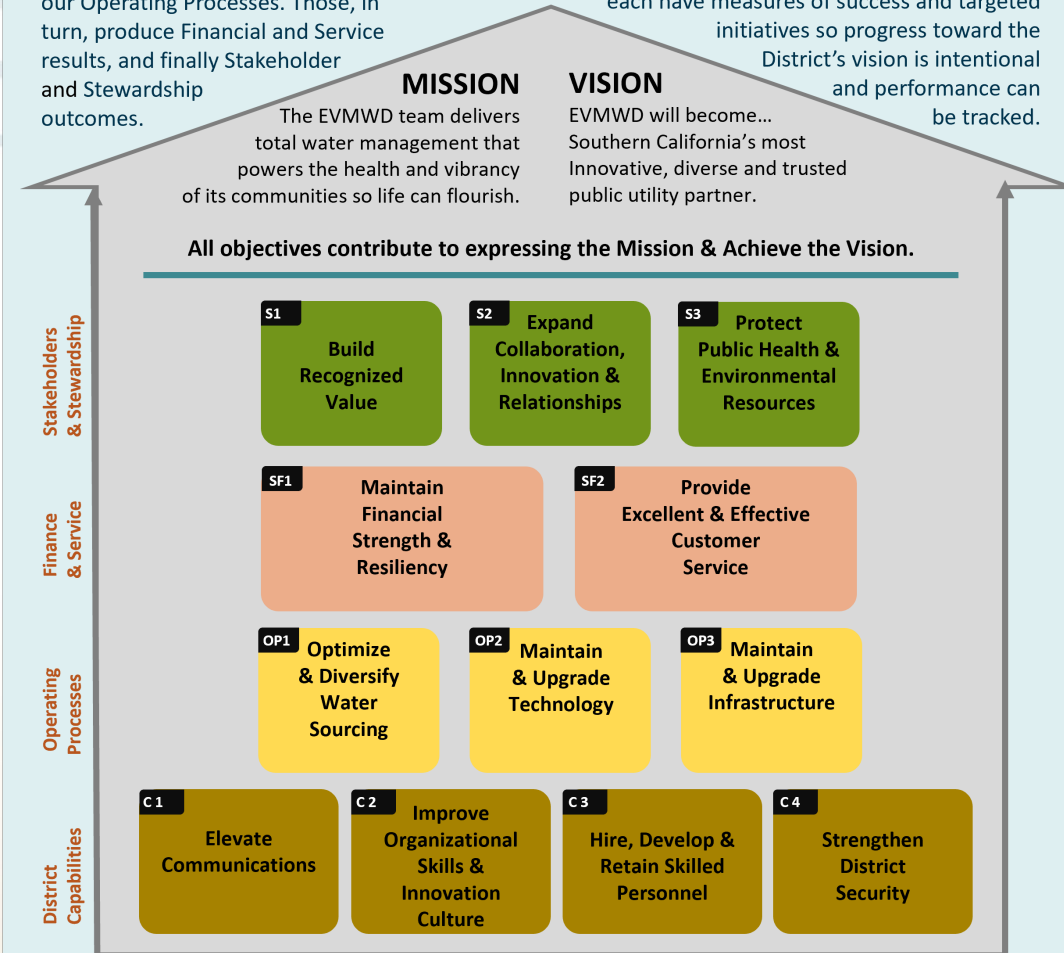 our Operating Processes. Those, in
turn, produce Financial and Service
results, and finally Stakeholder
and Stewardship
outcomes.
each have measures of success and targeted
initiatives so progress toward the
District’s vision is intentional
and performance can
be tracked.
MISSION
The EVMWD team delivers
total water management that
powers the health and vibrancy
of its communities so life can flourish.
VISION
EVMWD will become…
Southern California’s most
Innovative, diverse and trusted
public utility partner.
All objectives contribute to expressing the Mission & Achieve the Vision.
Stakeholders
& Stewardship
S1
Build
Recognized
Value
S2
Expand
Collaboration,
Innovation &
Relationships
S3
Protect
Public Health &
Environmental
Resources
Finance
& Service
SF1
Maintain
Financial
Strength &
Resiliency
SF2
Provide
Excellent & Effective
Customer
Service
Operating
Processes
OP1
Optimize
& Diversify
Water
Sourcing
OP2
Maintain
& Upgrade
Technology
OP3
Maintain
& Upgrade
Infrastructure
District
Capabilities
C 1
Elevate
Communications
C 2
Improve
Organizational
Skills &
Innovation
Culture
C 3
Hire, Develop &
Retain Skilled
Personnel
C 4
Strengthen
District
Security